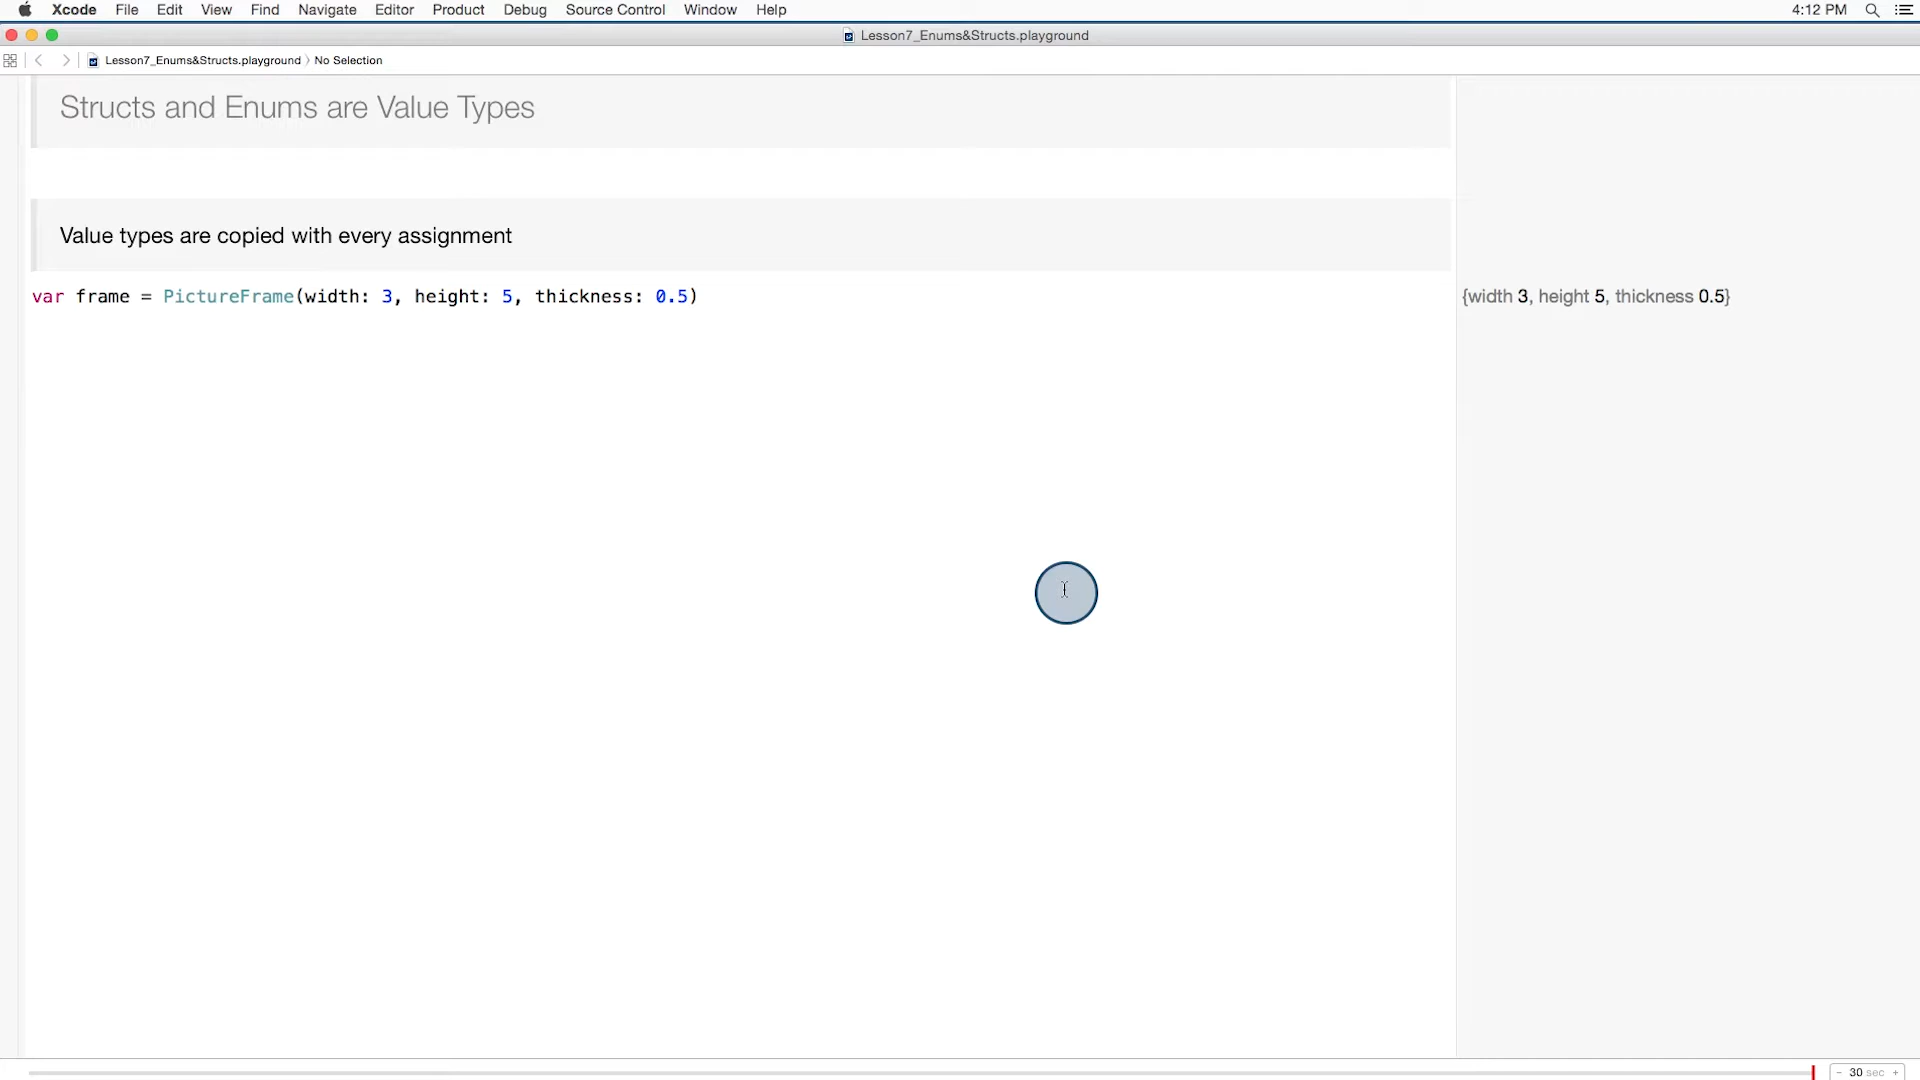 Xcode File Edit View Find Navigate Editor Product Debug Source Control Window Help 4:12 PM
Lesson7_Enums&Structs.playground
Lesson7_Enums&Structs.playground No Selection
Structs and Enums are Value Types
Value types are copied with every assignment
var frame = PictureFrame(width: 3, height: 5, thickness: 0.5) {width 3, height 5, thickness 0.5}
- 30 sec +